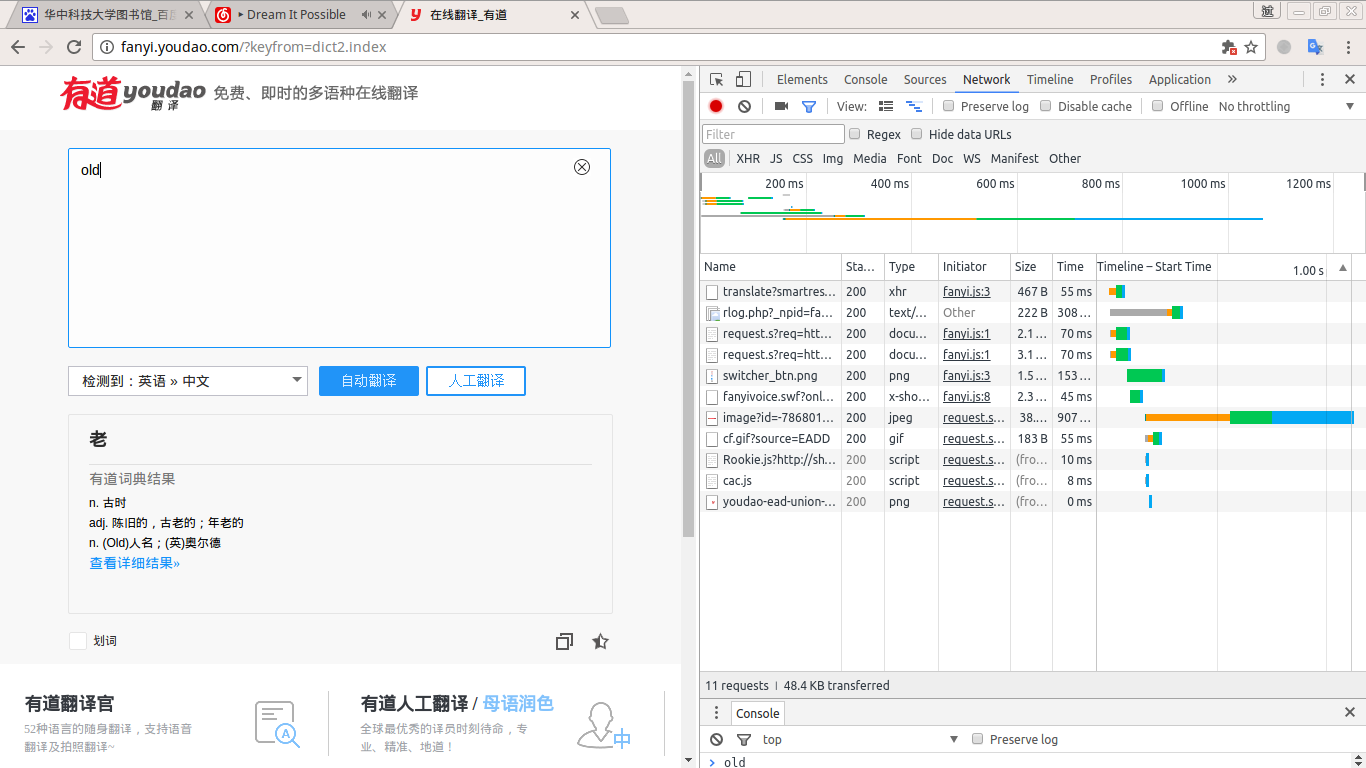 华中科技大学图书馆_百度
Dream It Possible
在线翻译_有道
fanyi.youdao.com/?keyfrom=dict2.index
有道 youdao 翻译 免费、即时的多语种在线翻译
old
检测到：英语 » 中文
自动翻译
人工翻译
老
有道词典结果
n. 古时
adj. 陈旧的，古老的；年老的
n. (Old)人名；(英)奥尔德
查看详细结果»
划词
有道翻译官
52种语言的随身翻译，支持语音
翻译及拍照翻译~
有道人工翻译 / 母语润色
全球最优秀的译员时刻待命，专
业、精准、地道！
Elements Console Sources Network Timeline Profiles Application »
View: Preserve log Disable cache Offline No throttling
Filter Regex Hide data URLs
All XHR JS CSS Img Media Font Doc WS Manifest Other
200 ms 400 ms 600 ms 800 ms 1000 ms 1200 ms
Name Sta... Type Initiator Size Time Timeline – Start Time 1.00 s
translate?smartres... 200 xhr fanyi.js:3 467 B 55 ms
rlog.php?_npid=fa... 200 text/... Other 222 B 308...
request.s?req=htt... 200 docu... fanyi.js:1 2.1... 70 ms
request.s?req=htt... 200 docu... fanyi.js:1 3.1... 70 ms
switcher_btn.png 200 png fanyi.js:3 1.5... 153...
fanyivoice.swf?onl... 200 x-sho... fanyi.js:8 2.3... 45 ms
image?id=-786801... 200 jpeg request.s... 38.... 907...
cf.gif?source=EADD 200 gif request.s... 183 B 55 ms
Rookie.js?http://sh... 200 script request.s... (fro... 10 ms
cac.js 200 script request.s... (fro... 8 ms
youdao-ead-union-... 200 png request.s... (fro... 0 ms
11 requests | 48.4 KB transferred
Console
top Preserve log
> old